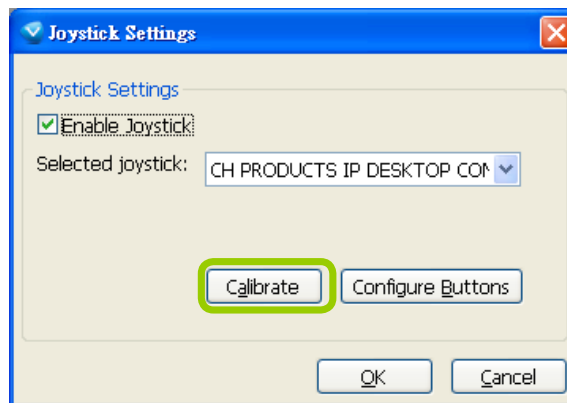 Joystick Settings
Joystick Settings
Enable Joystick
Selected joystick: CH PRODUCTS IP DESKTOP CON
Calibrate Configure Buttons
OK Cancel